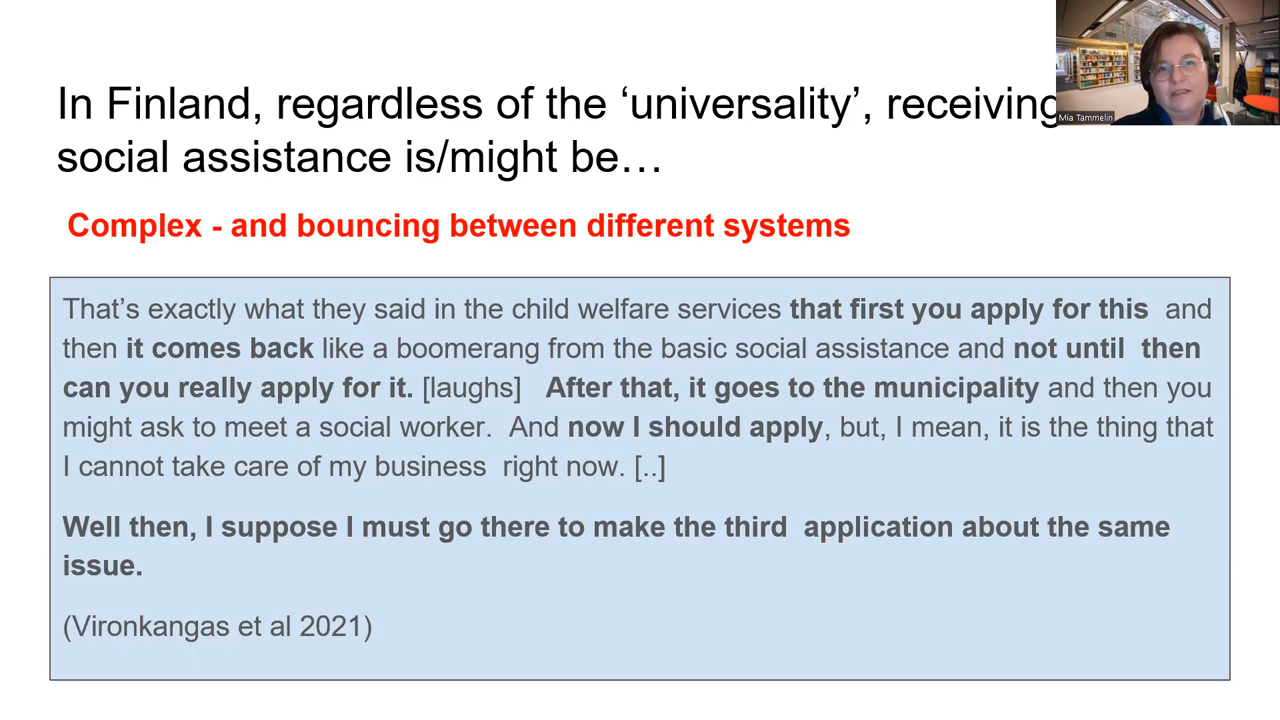 In Finland, regardless of the ‘universality’, receiving
Mia Tammelin
social assistance is/might be…
Complex - and bouncing between different systems
That’s exactly what they said in the child welfare services that first you apply for this and
then it comes back like a boomerang from the basic social assistance and not until then
can you really apply for it. [laughs] After that, it goes to the municipality and then you
might ask to meet a social worker. And now I should apply, but, I mean, it is the thing that
I cannot take care of my business right now. [..]
Well then, I suppose I must go there to make the third application about the same
issue.
(Vironkangas et al 2021)